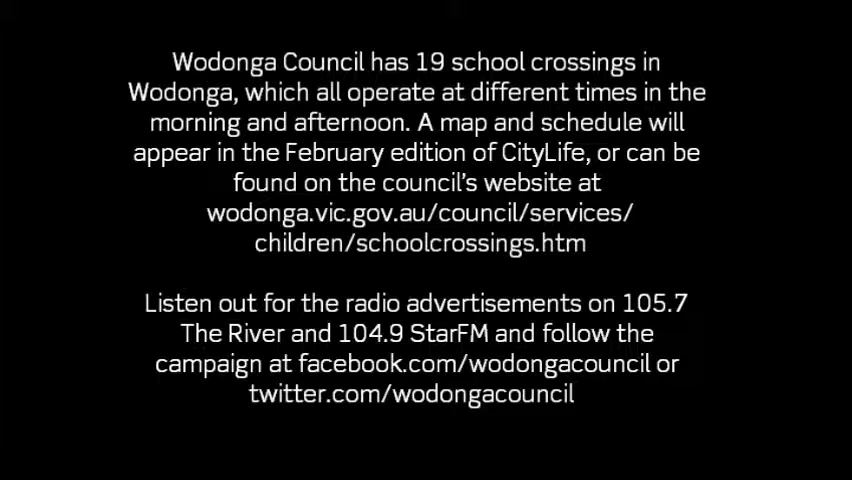 Wodonga Council has 19 school crossings in
Wodonga, which all operate at different times in the
morning and afternoon. A map and schedule will
appear in the February edition of CityLife, or can be
found on the council's website at
wodonga.vic.gov.au/council/services/
children/schoolcrossings.htm
Listen out for the radio advertisements on 105.7
The River and 104.9 StarFM and follow the
campaign at facebook.com/wodongacouncil or
twitter.com/wodongacouncil